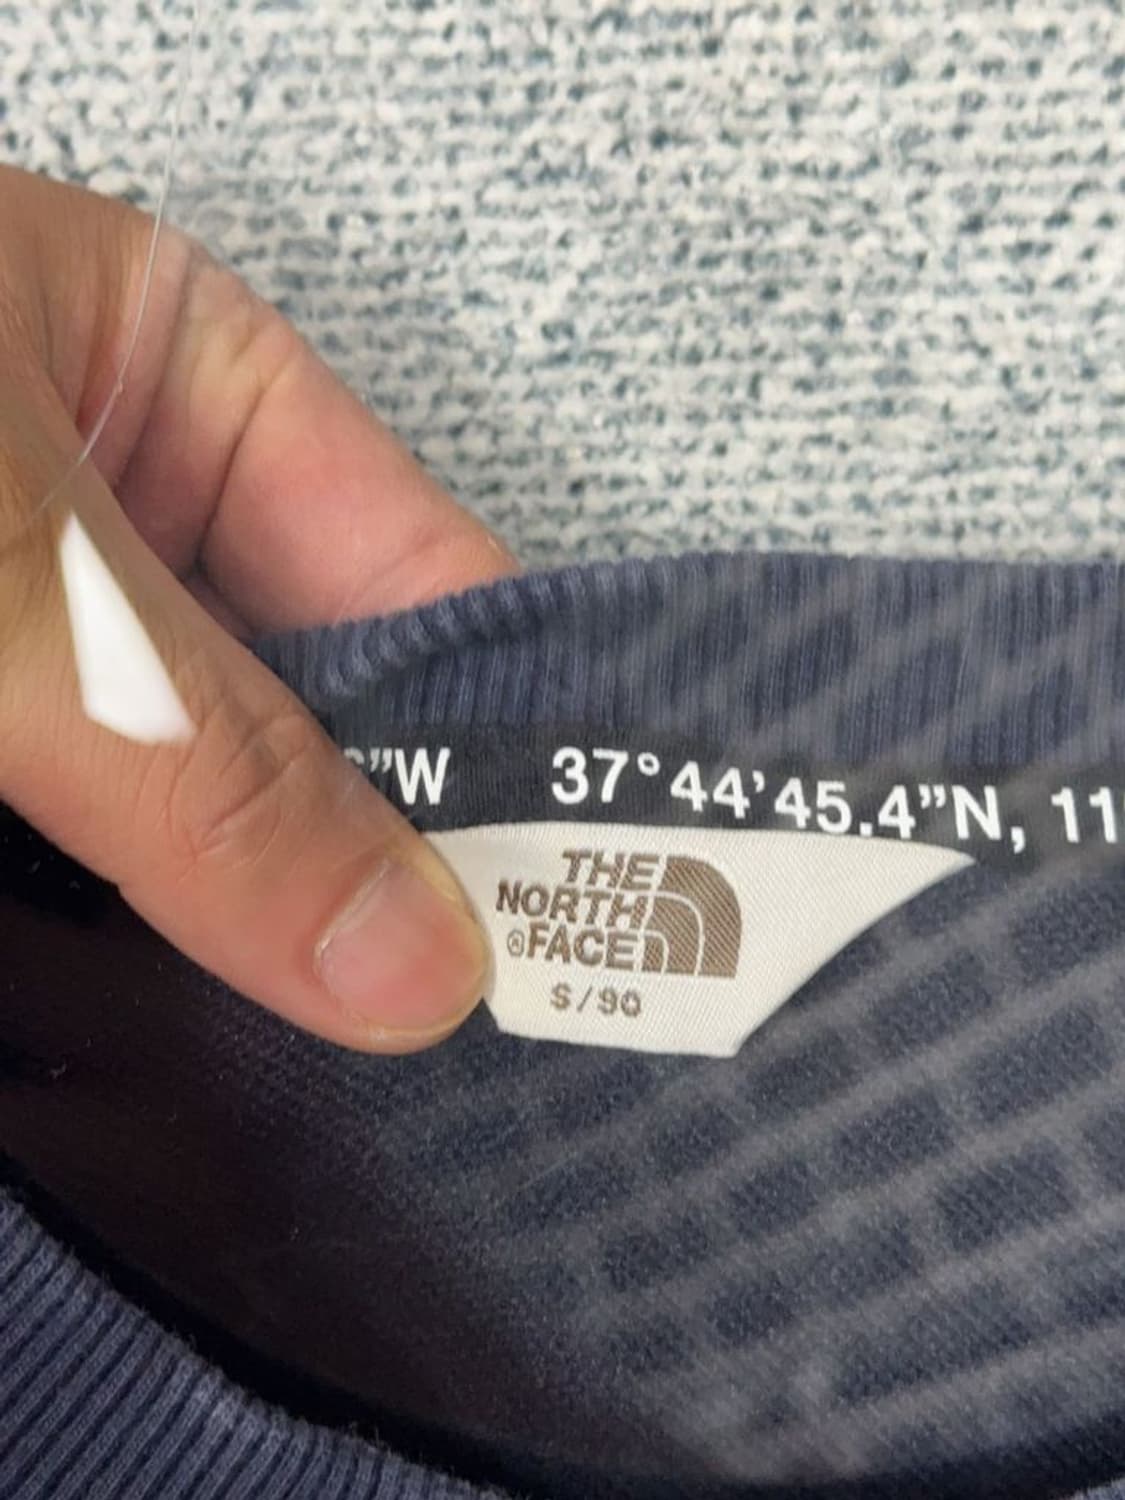 ”W 37°44’45.4”N, 11
THE
NORTH
®FACE
S/90